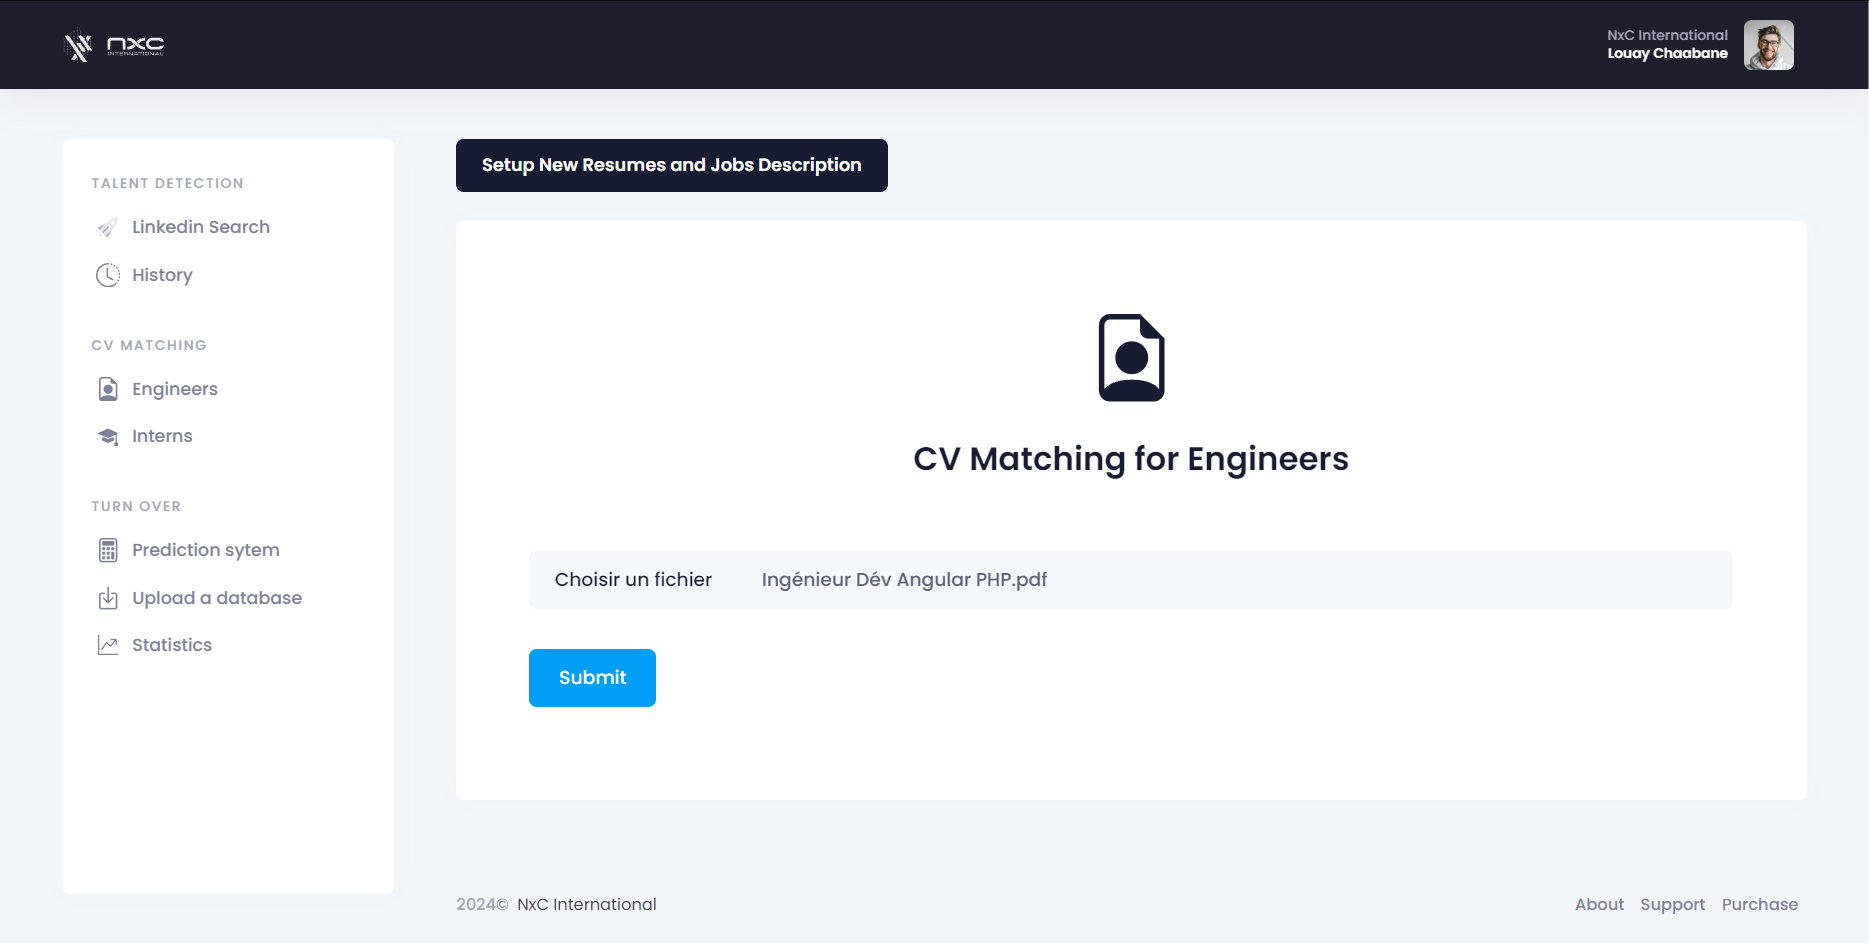 nxc
INTERNATIONAL
NxC International
Louay Chaabane
TALENT DETECTION
Linkedin Search
History
CV MATCHING
Engineers
Interns
TURN OVER
Prediction sytem
Upload a database
Statistics
Setup New Resumes and Jobs Description
CV Matching for Engineers
Choisir un fichier Ingénieur Dév Angular PHP.pdf
Submit
2024© NxC International
About Support Purchase